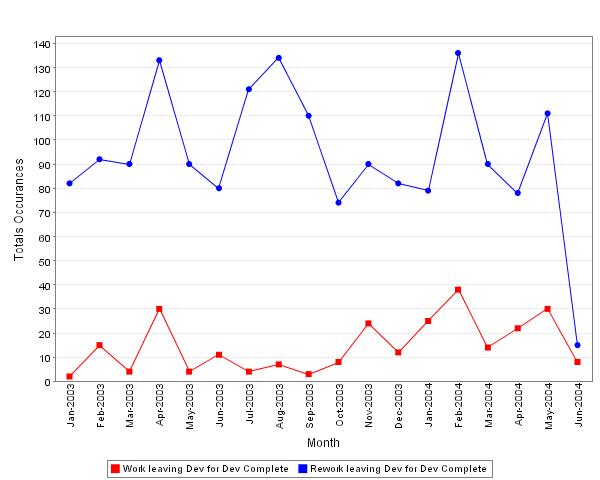 140
130
120
110
100
90
80
70
60
50
40
30
20
10
0
Totals Occurances
Jan-2003
Feb-2003
Mar-2003
Apr-2003
May-2003
Jun-2003
Jul-2003
Aug-2003
Sep-2003
Oct-2003
Nov-2003
Dec-2003
Jan-2004
Feb-2004
Mar-2004
Apr-2004
May-2004
Jun-2004
Month
Work leaving Dev for Dev Complete Rework leaving Dev for Dev Complete